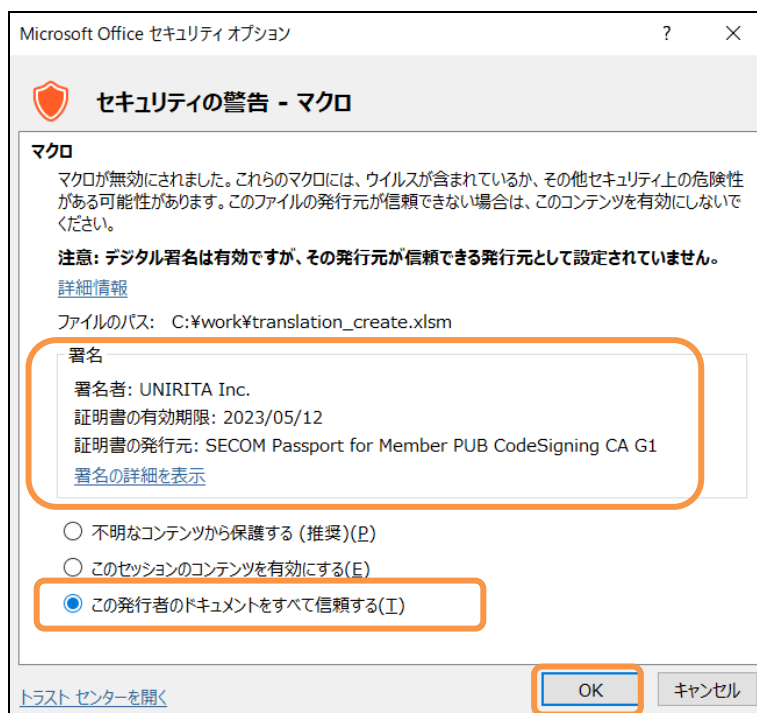 Microsoft Office セキュリティ オプション
? ×
セキュリティの警告 - マクロ
マクロ
マクロが無効にされました。これらのマクロには、ウイルスが含まれているか、その他セキュリティ上の危険性
がある可能性があります。このファイルの発行元が信頼できない場合は、このコンテンツを有効にしないで
ください。
注意: デジタル署名は有効ですが、その発行元が信頼できる発行元として設定されていません。
詳細情報
ファイルのパス: C:¥work¥translation_create.xlsm
署名
署名者: UNIRITA Inc.
証明書の有効期限: 2023/05/12
証明書の発行元: SECOM Passport for Member PUB CodeSigning CA G1
署名の詳細を表示
不明なコンテンツから保護する (推奨)(P)
このセッションのコンテンツを有効にする(E)
この発行者のドキュメントをすべて信頼する(T)
トラスト センターを開く
OK
キャンセル